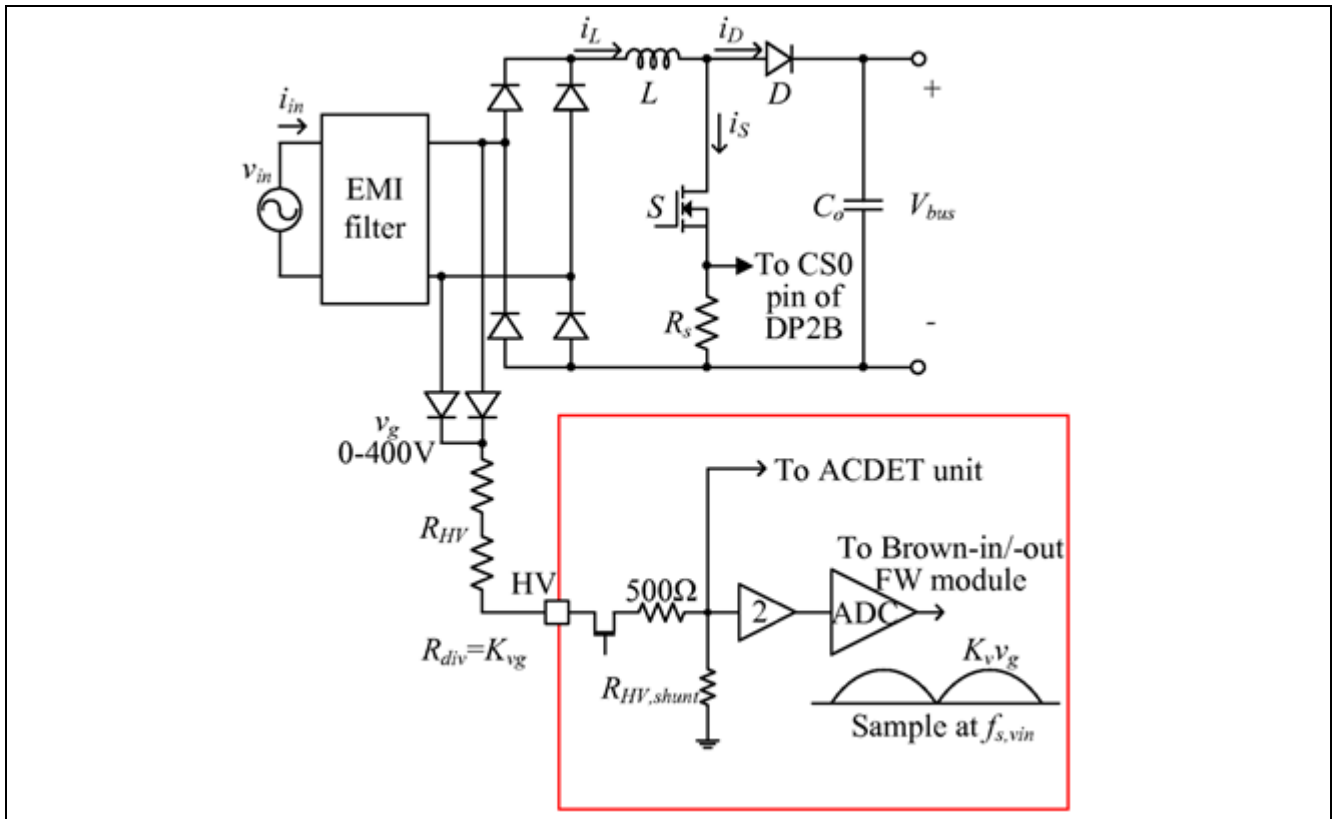 i_L
i_D
L
D
+
i_in
i_S
v_in
EMI
filter
S
C_o
V_bus
To CS0
pin of
DP2B
R_s
-
v_g
0-400V
To ACDET unit
R_HV
To Brown-in/-out
FW module
HV
500Ω
2
ADC
R_div=K_vg
K_v v_g
R_HV,shunt
Sample at f_s,vin